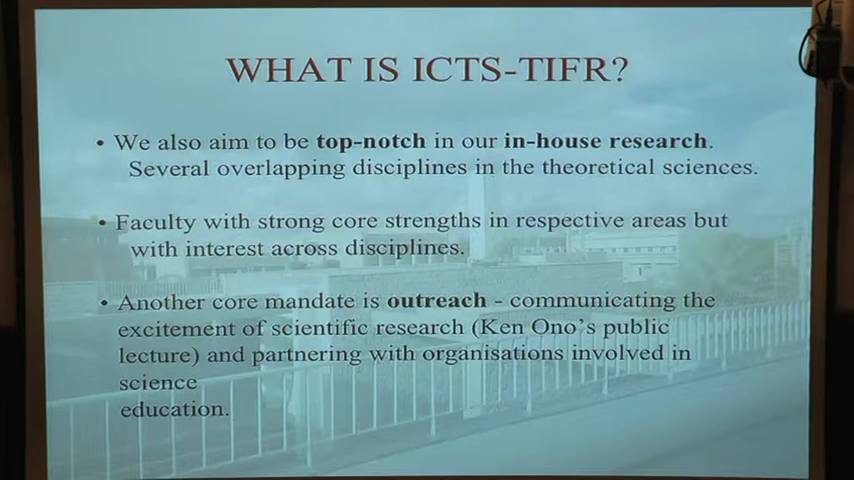 WHAT IS ICTS-TIFR?
• We also aim to be top-notch in our in-house research.
Several overlapping disciplines in the theoretical sciences.
• Faculty with strong core strengths in respective areas but
with interest across disciplines.
• Another core mandate is outreach - communicating the
excitement of scientific research (Ken Ono's public
lecture) and partnering with organisations involved in
science
education.